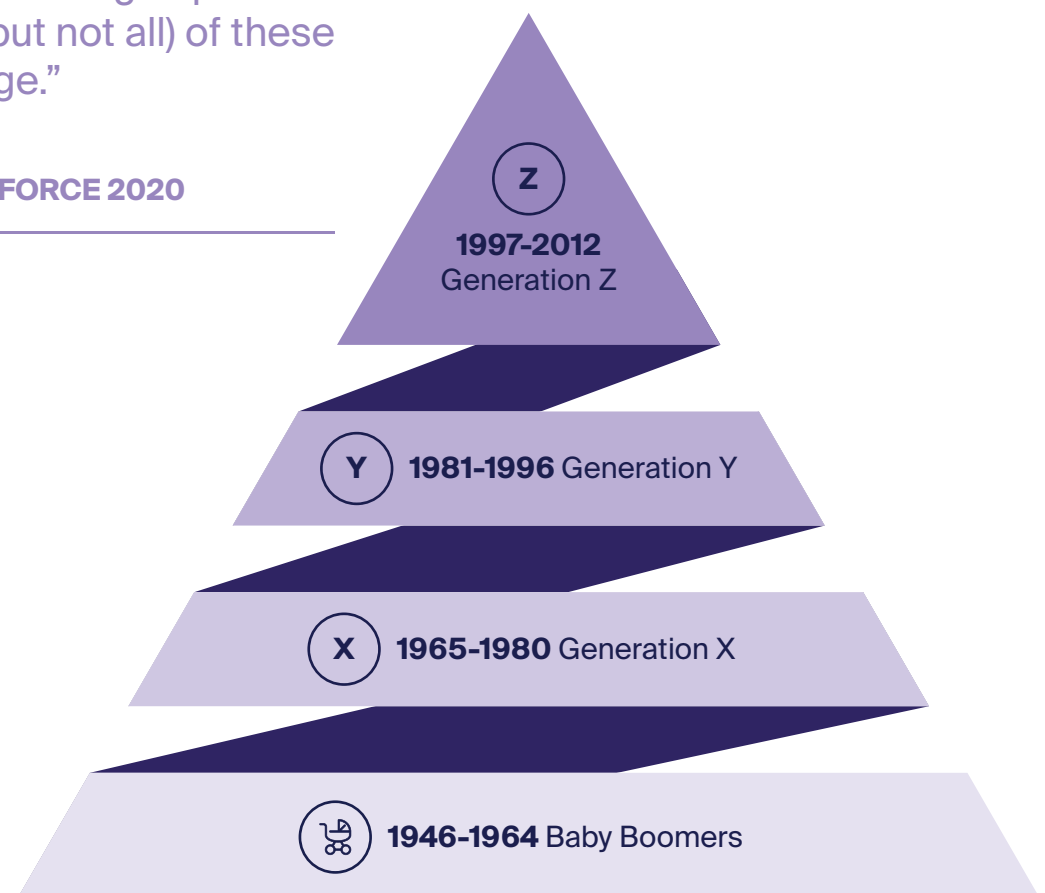 but not all) of these
ge.”
FORCE 2020
Z
1997-2012
Generation Z
Y 1981-1996 Generation Y
X 1965-1980 Generation X
1946-1964 Baby Boomers